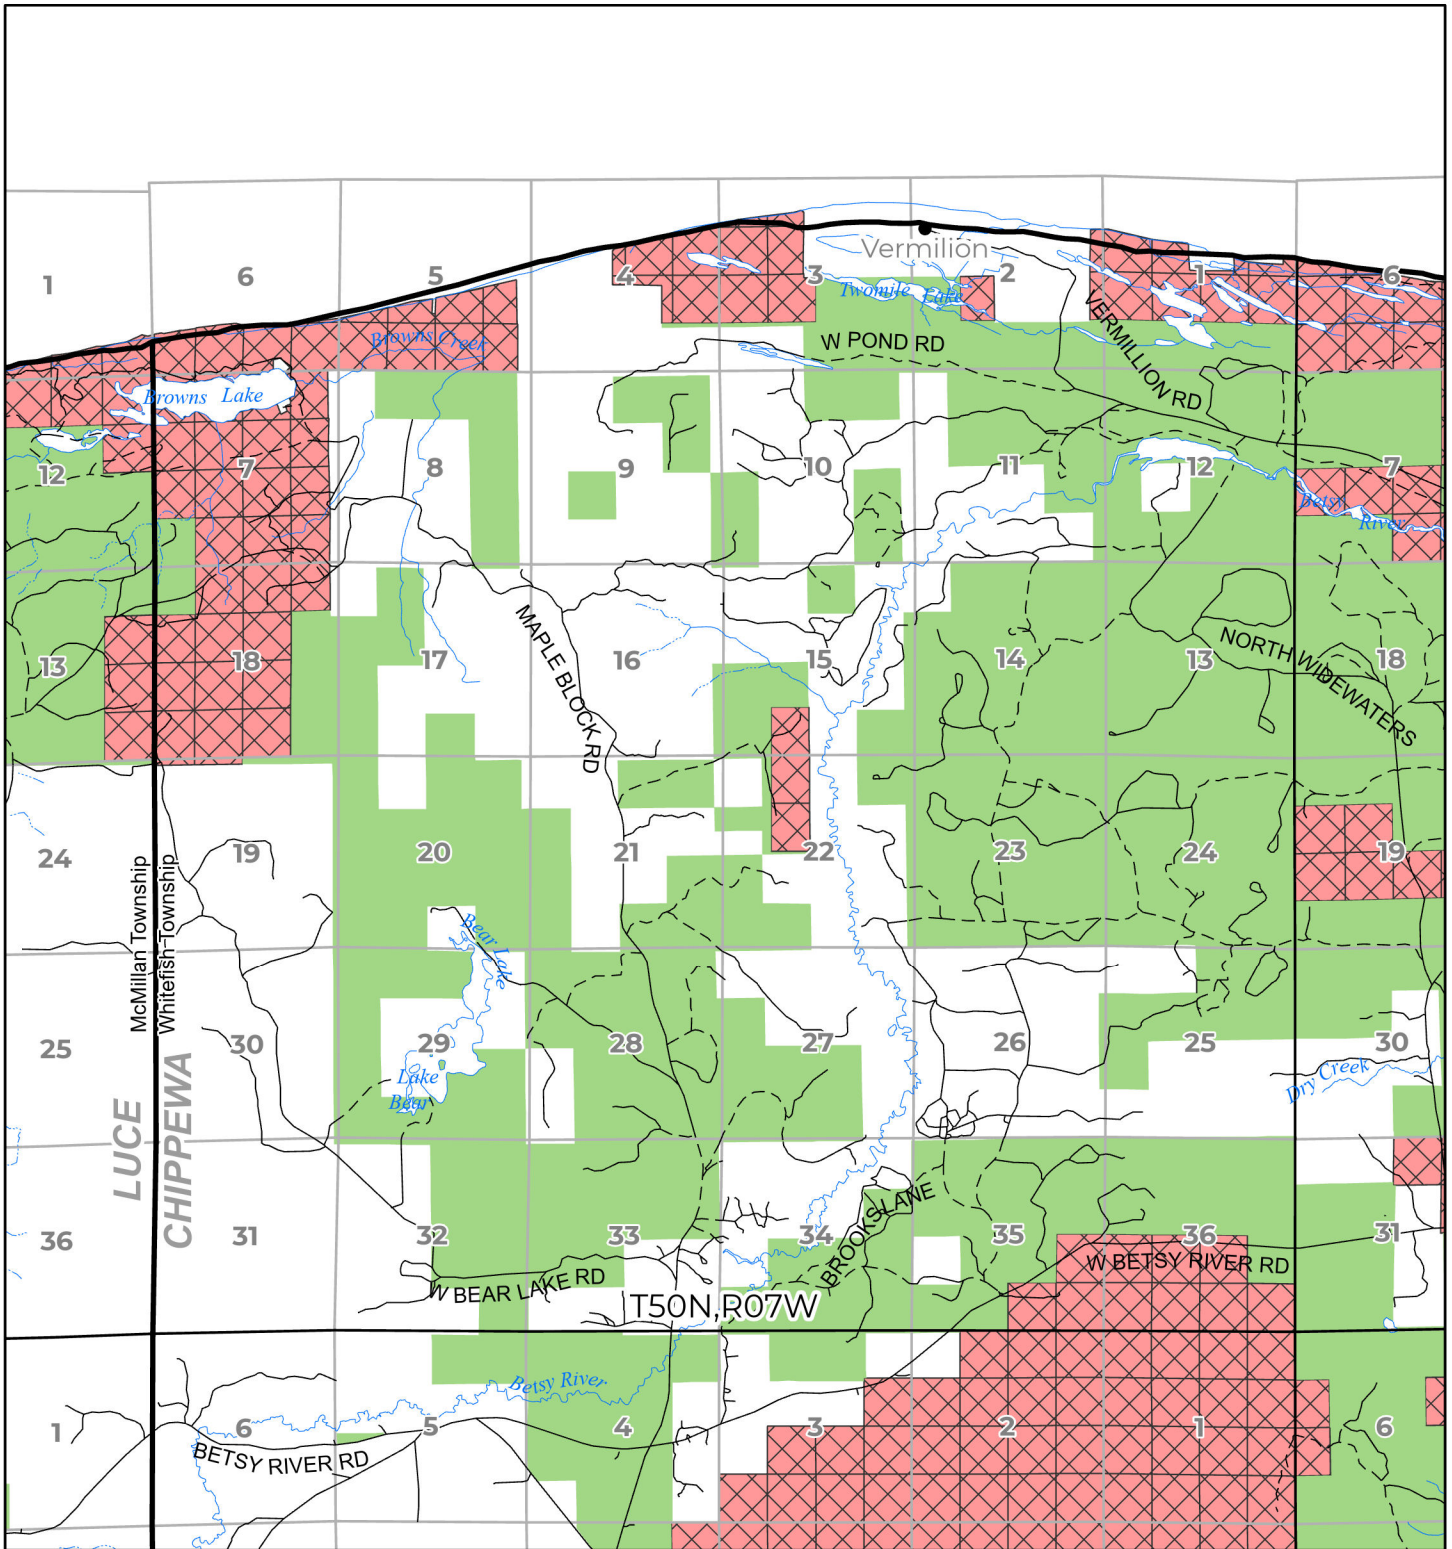 Vermilion
1
6
5
4
3
2
1
6
Twomile Lake
Browns Creek
W POND RD
VERMILLION RD
Browns Lake
12
7
8
9
10
11
12
7
Betsy River
MAPLE BLOCK RD
NORTH WIDEWATERS
13
18
17
16
15
14
13
18
24
19
20
21
22
23
24
19
McMillan Township
Whitefish Township
Bear Lake
25
30
29
28
27
26
25
30
Lake
Bear
Dry Creek
LUCE
CHIPPEWA
BROOKS LANE
36
31
32
33
34
35
36
31
W BETSY RIVER RD
W BEAR LAKE RD
T50N,R07W
Betsy River
1
6
5
4
3
2
1
6
BETSY RIVER RD